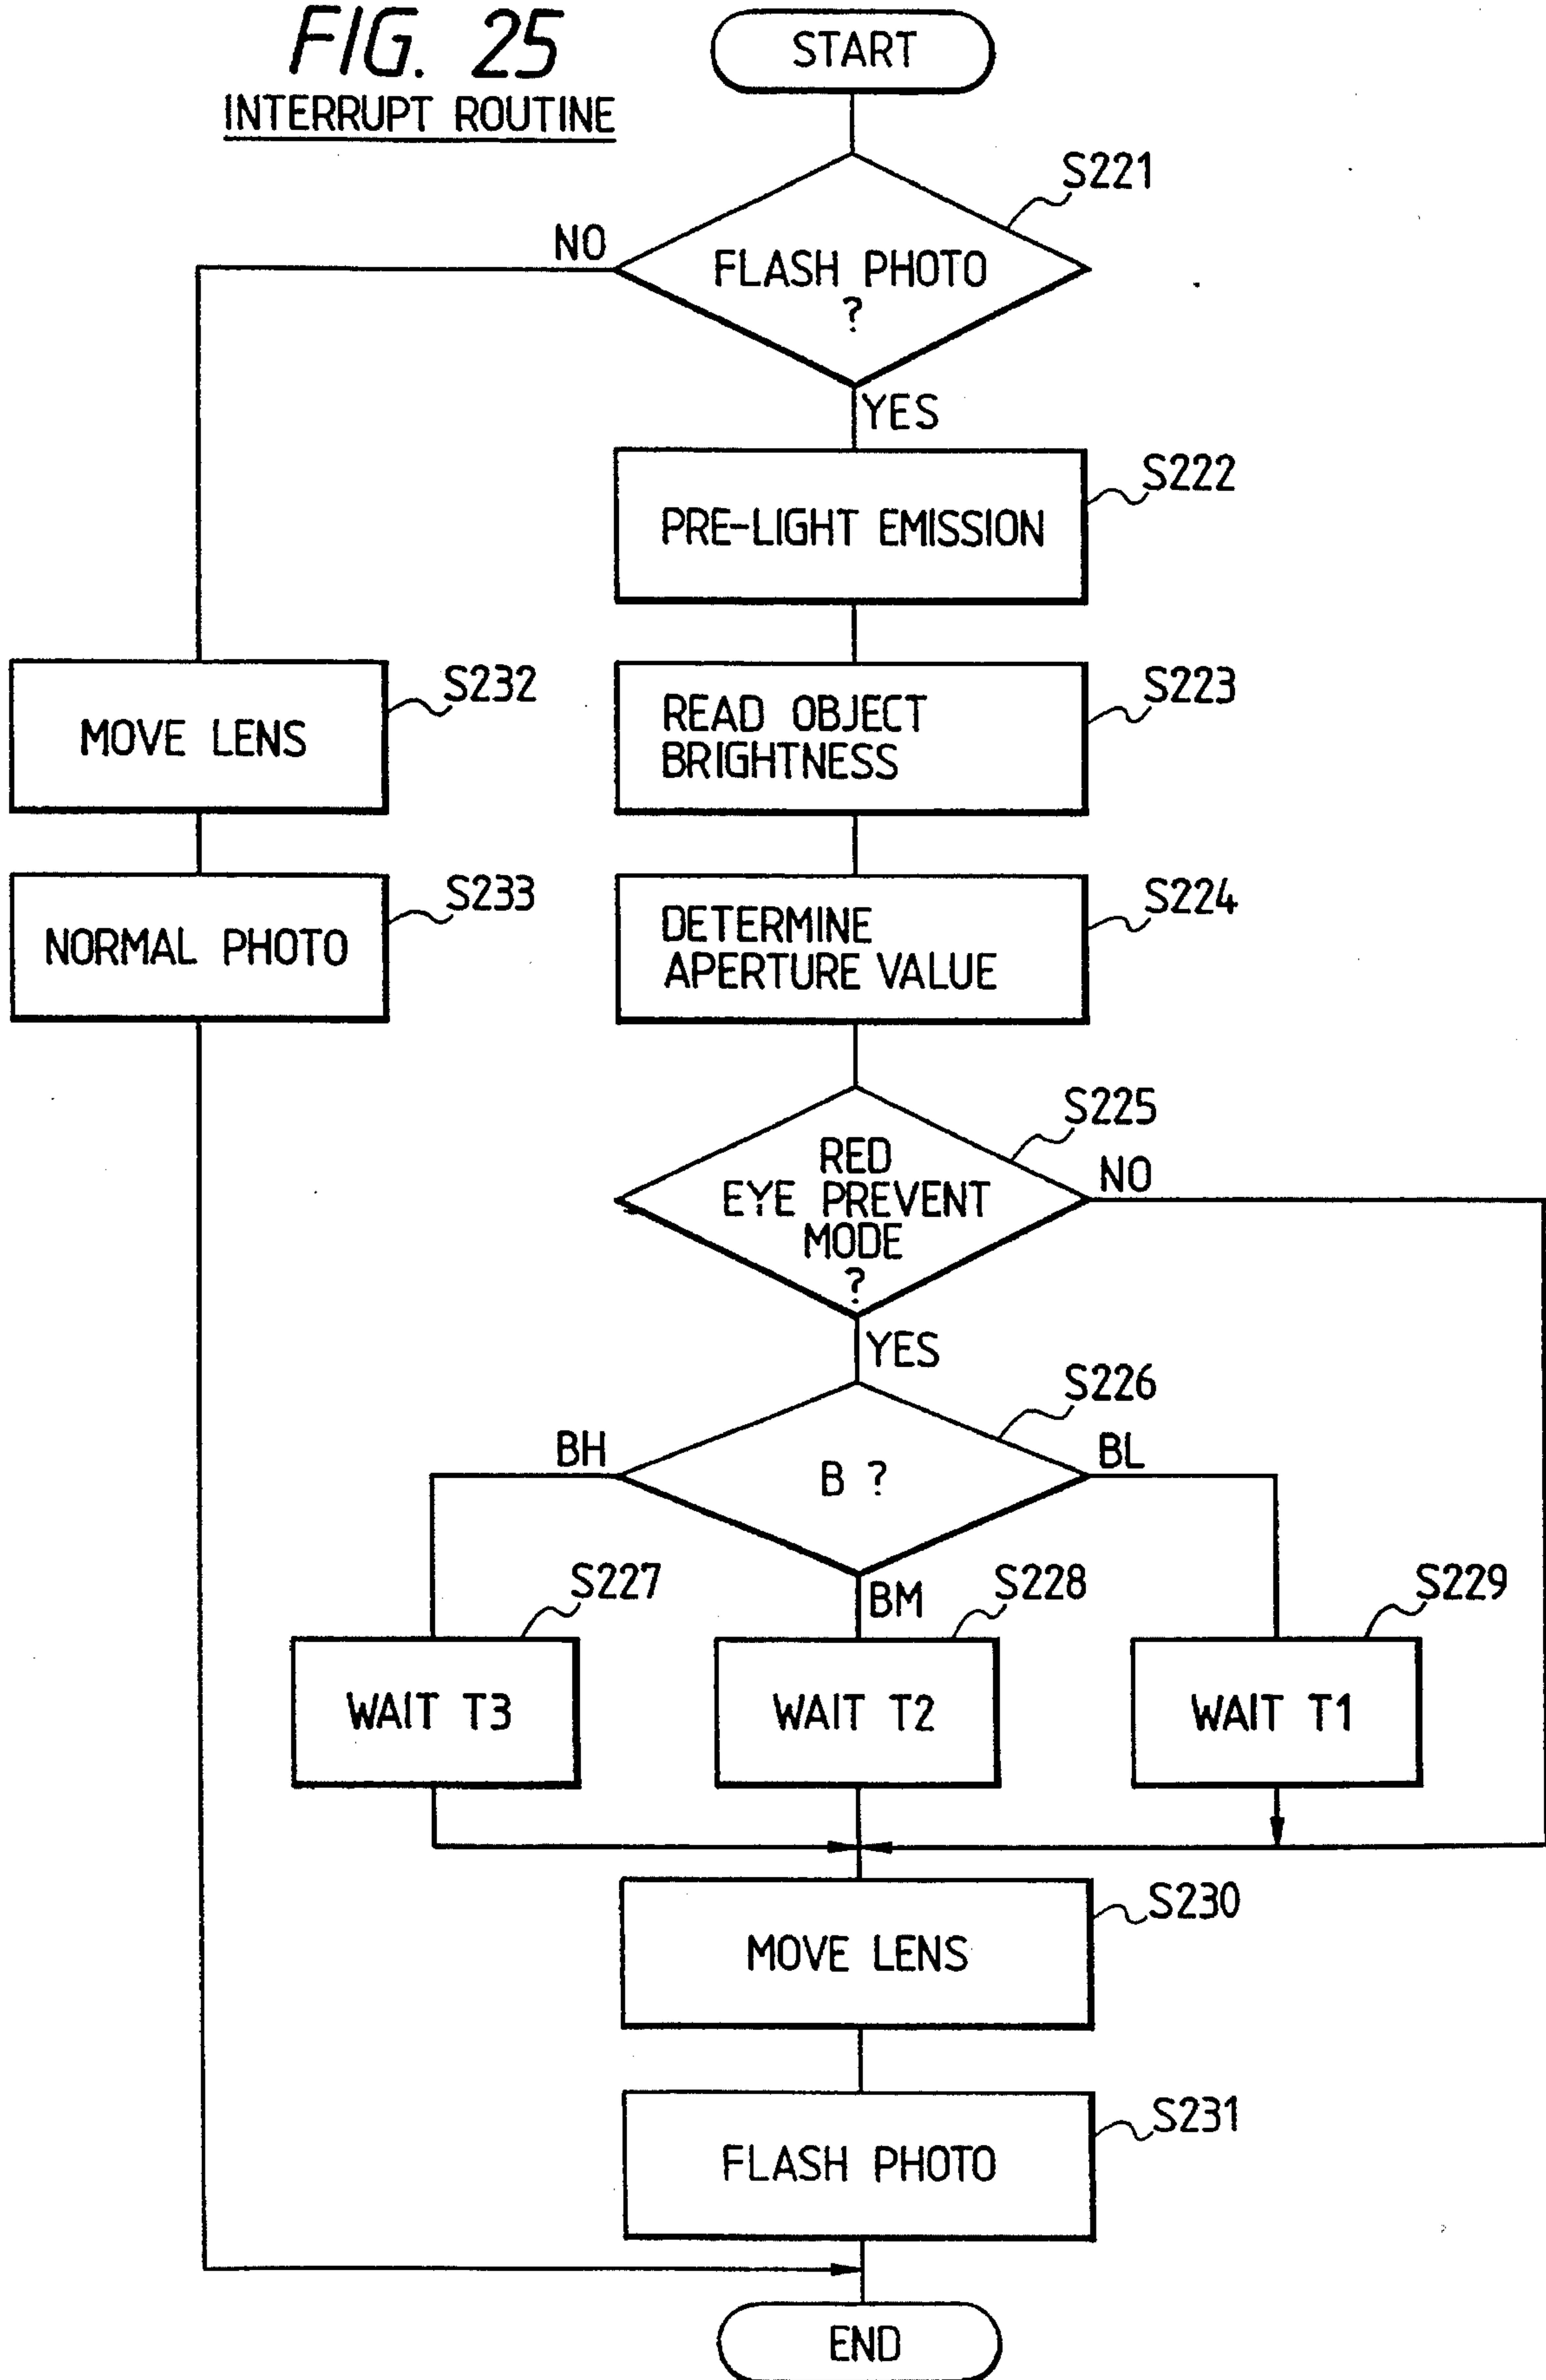 FIG. 25
INTERRUPT ROUTINE
START
S221
NO
FLASH PHOTO
?
YES
S222
PRE-LIGHT EMISSION
S232
MOVE LENS
S223
READ OBJECT
BRIGHTNESS
S233
NORMAL PHOTO
S224
DETERMINE
APERTURE VALUE
S225
RED
EYE PREVENT
MODE
?
NO
YES
S226
BH
B ?
BL
BM
S227
WAIT T3
S228
WAIT T2
S229
WAIT T1
S230
MOVE LENS
S231
FLASH PHOTO
END